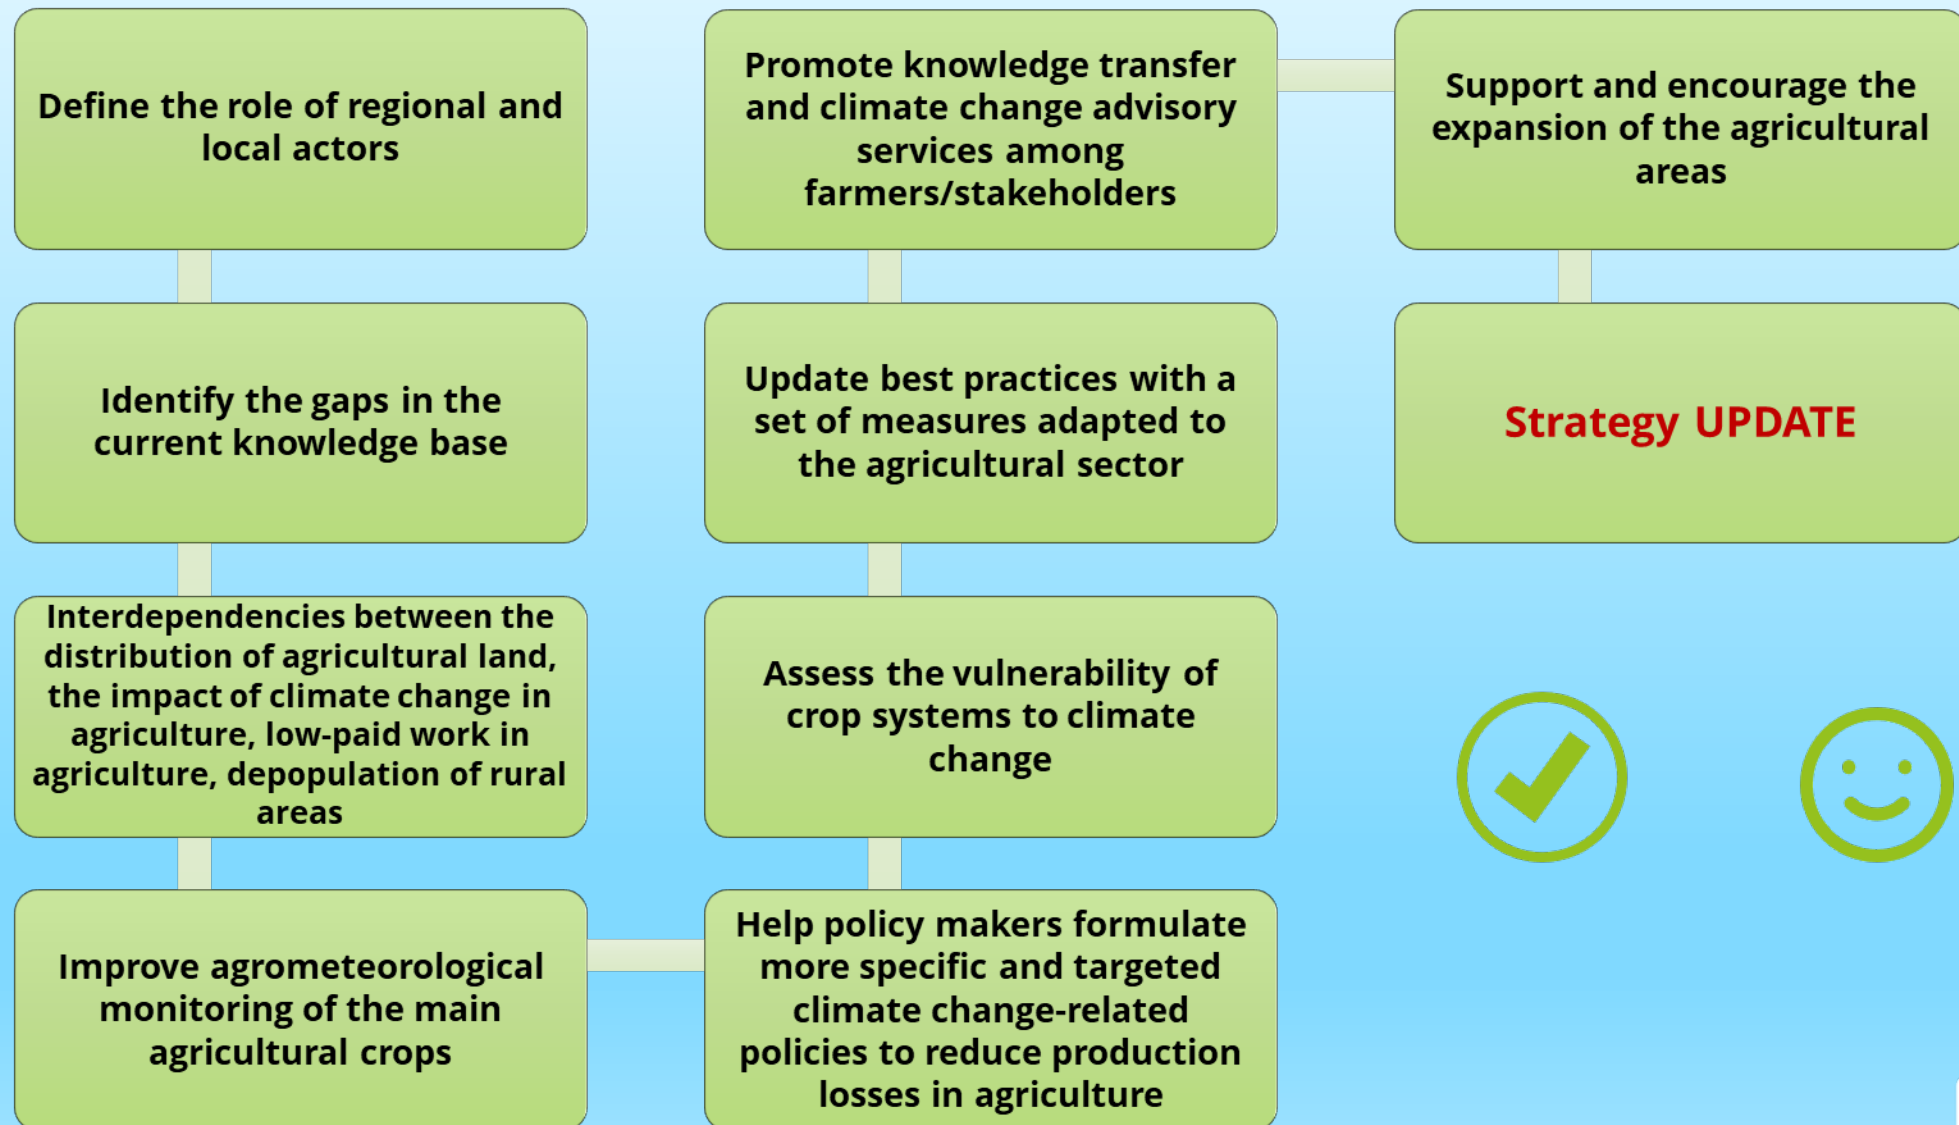 Define the role of regional and
local actors
Identify the gaps in the
current knowledge base
Interdependencies between the
distribution of agricultural land,
the impact of climate change in
agriculture, low-paid work in
agriculture, depopulation of rural
areas
Improve agrometeorological
monitoring of the main
agricultural crops
Help policy makers formulate
more specific and targeted
climate change-related
policies to reduce production
losses in agriculture
Assess the vulnerability of
crop systems to climate
change
Update best practices with a
set of measures adapted to
the agricultural sector
Promote knowledge transfer
and climate change advisory
services among
farmers/stakeholders
Support and encourage the
expansion of the agricultural
areas
Strategy UPDATE